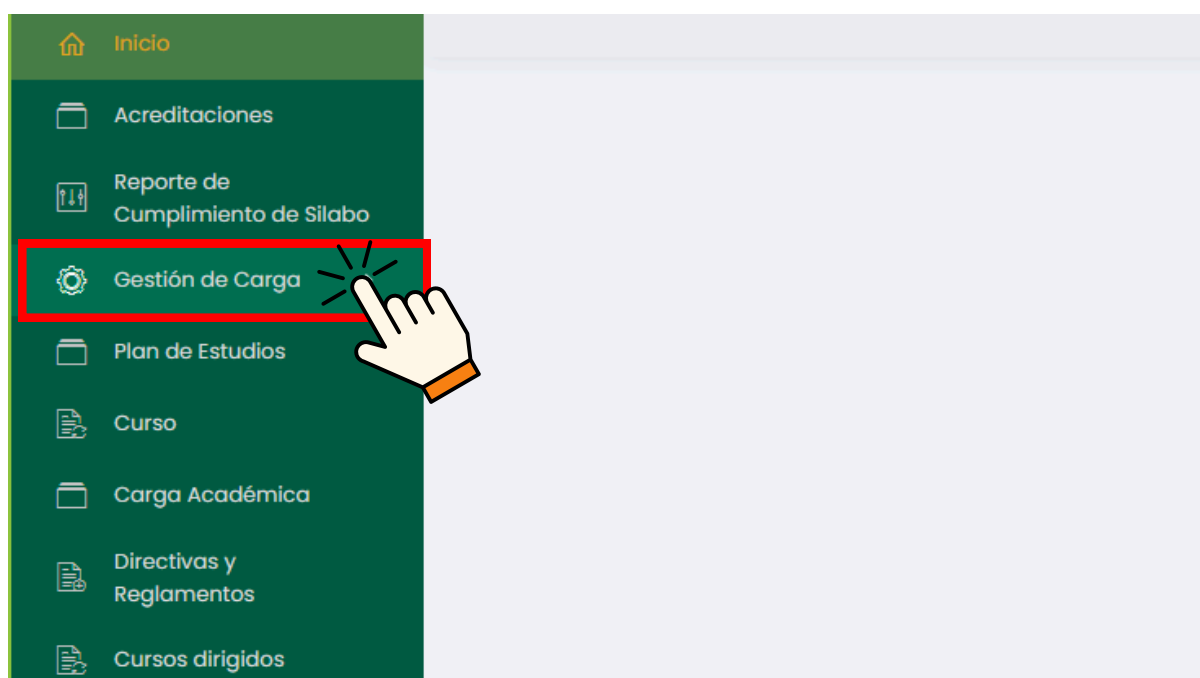 Inicio
Acreditaciones
Reporte de
Cumplimiento de Silabo
Gestión de Carga
Plan de Estudios
Curso
Carga Académica
Directivas y
Reglamentos
Cursos dirigidos